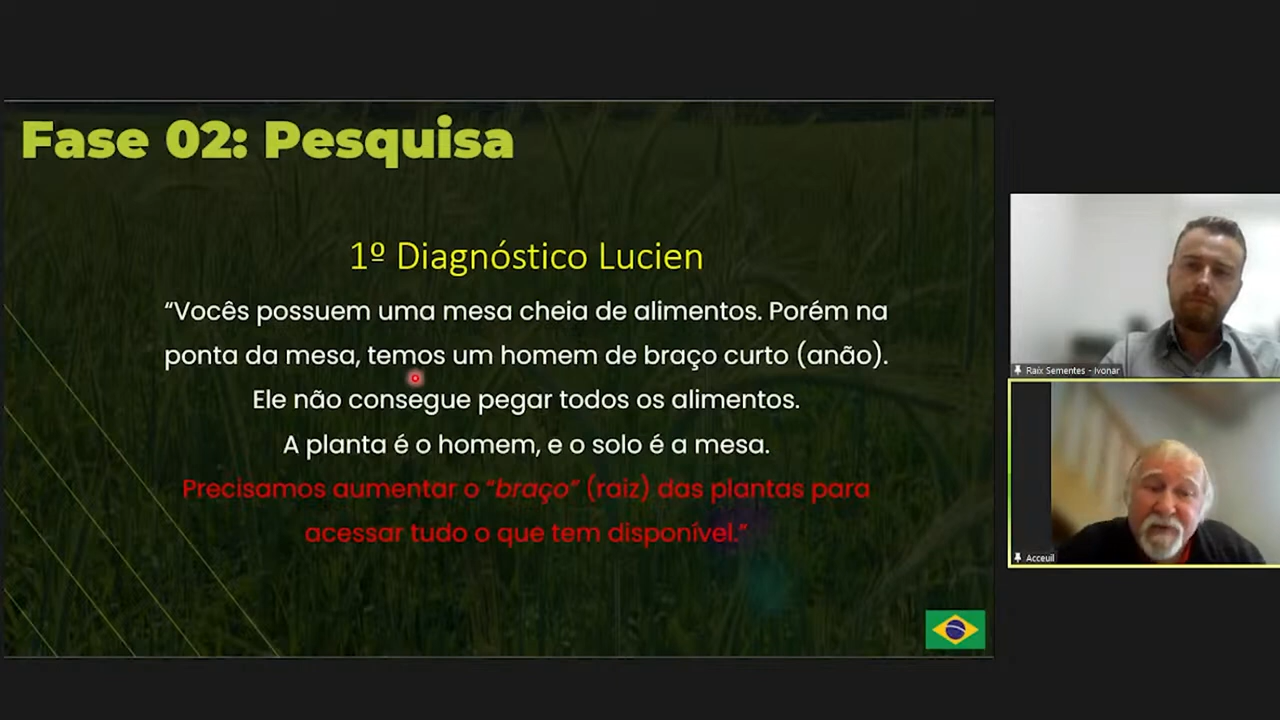 Fase 02: Pesquisa
1º Diagnóstico Lucien
“Vocês possuem uma mesa cheia de alimentos. Porém na
ponta da mesa, temos um homem de braço curto (anão).
Ele não consegue pegar todos os alimentos.
A planta é o homem, e o solo é a mesa.
Precisamos aumentar o “braço” (raiz) das plantas para
acessar tudo o que tem disponível.”
Raix Sementes - Ivonar
Acceuil